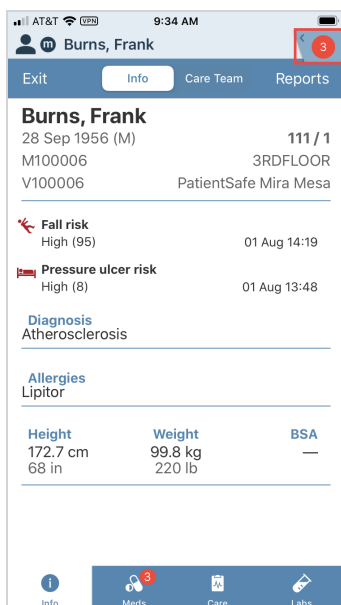 AT&T VPN 9:34 AM
m Burns, Frank 3
Exit Info Care Team Reports
Burns, Frank
28 Sep 1956 (M) 111 / 1
M100006 3RDFLOOR
V100006 PatientSafe Mira Mesa
Fall risk
High (95) 01 Aug 14:19
Pressure ulcer risk
High (8) 01 Aug 13:48
Diagnosis
Atherosclerosis
Allergies
Lipitor
Height Weight BSA
172.7 cm 99.8 kg —
68 in 220 lb
i 3
Info Meds Care Labs